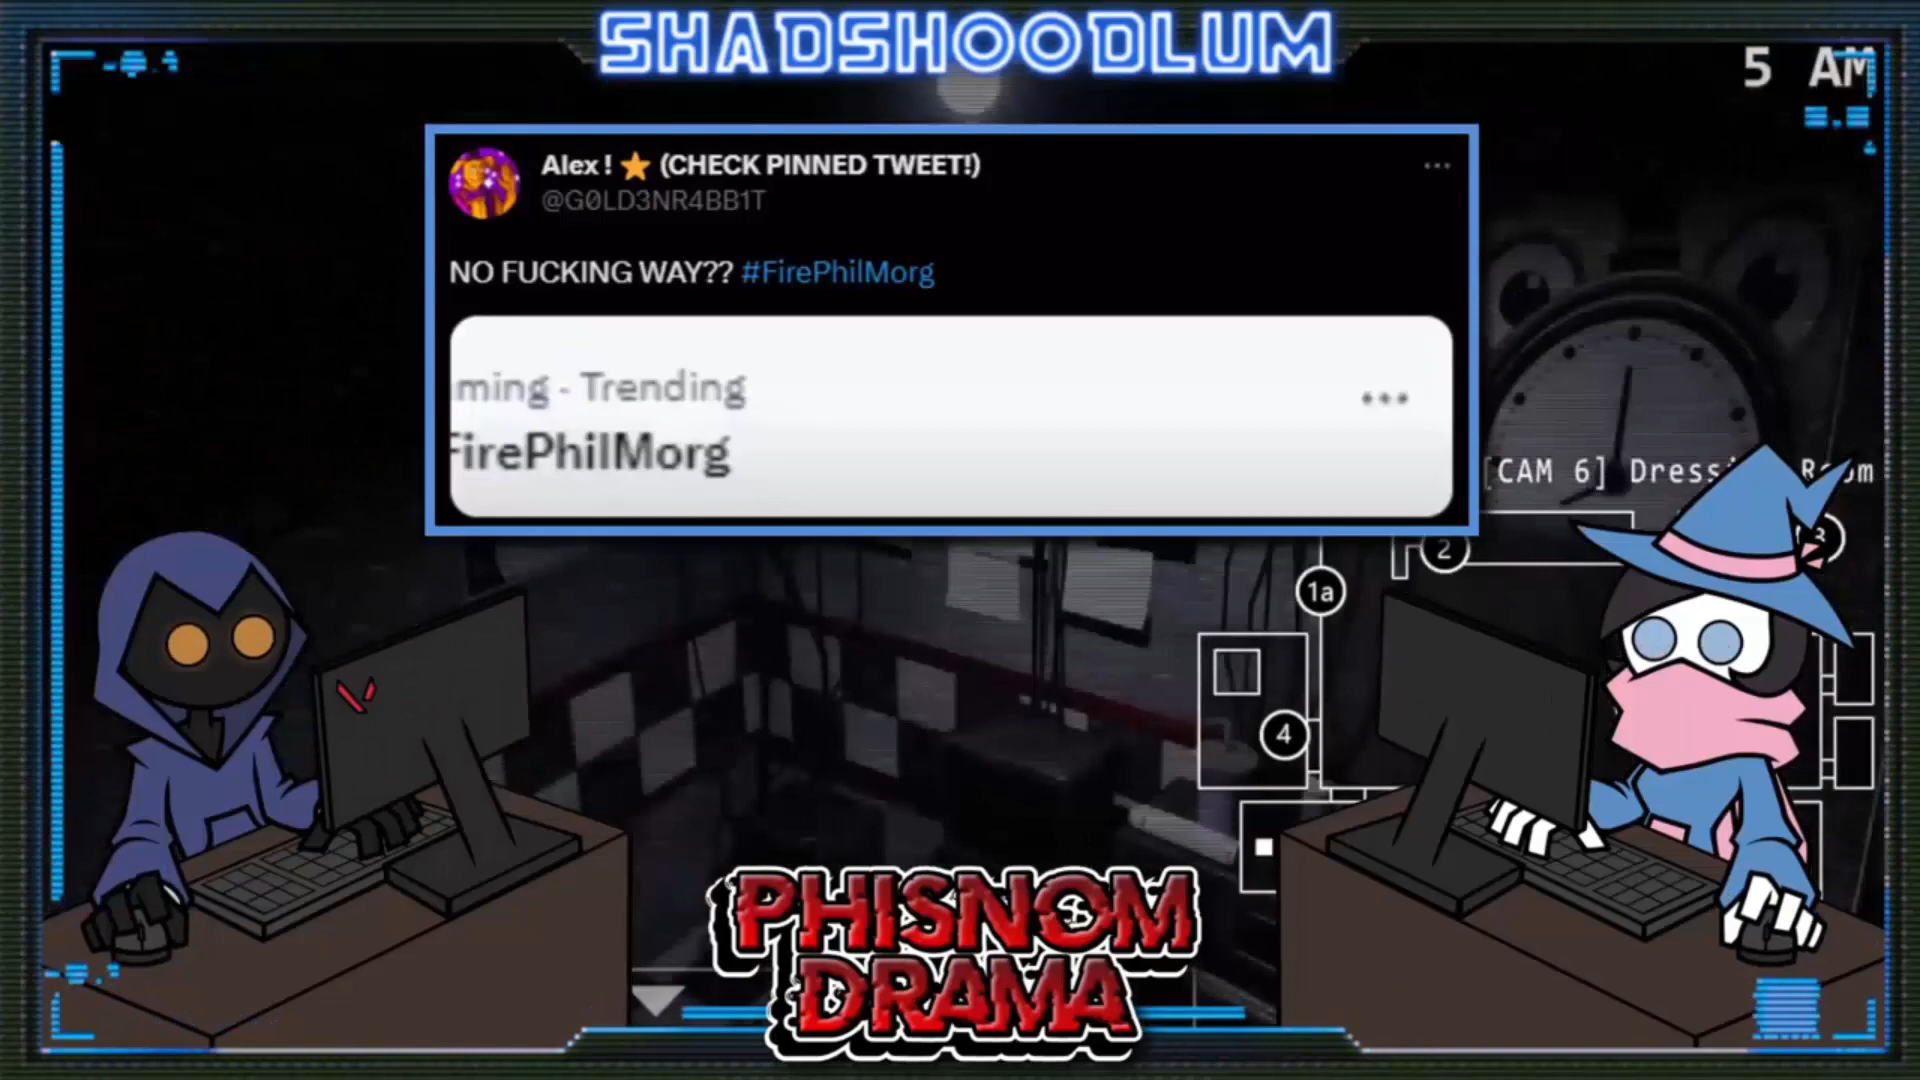 SHADSHOODLUM
5 AM
Alex ! ⭐ (CHECK PINNED TWEET!)
@G0LD3NR4BB1T
NO FUCKING WAY?? #FirePhilMorg
ming - Trending
FirePhilMorg
[CAM 6] Dress
2
1a
4
PHISNOM
DRAMA